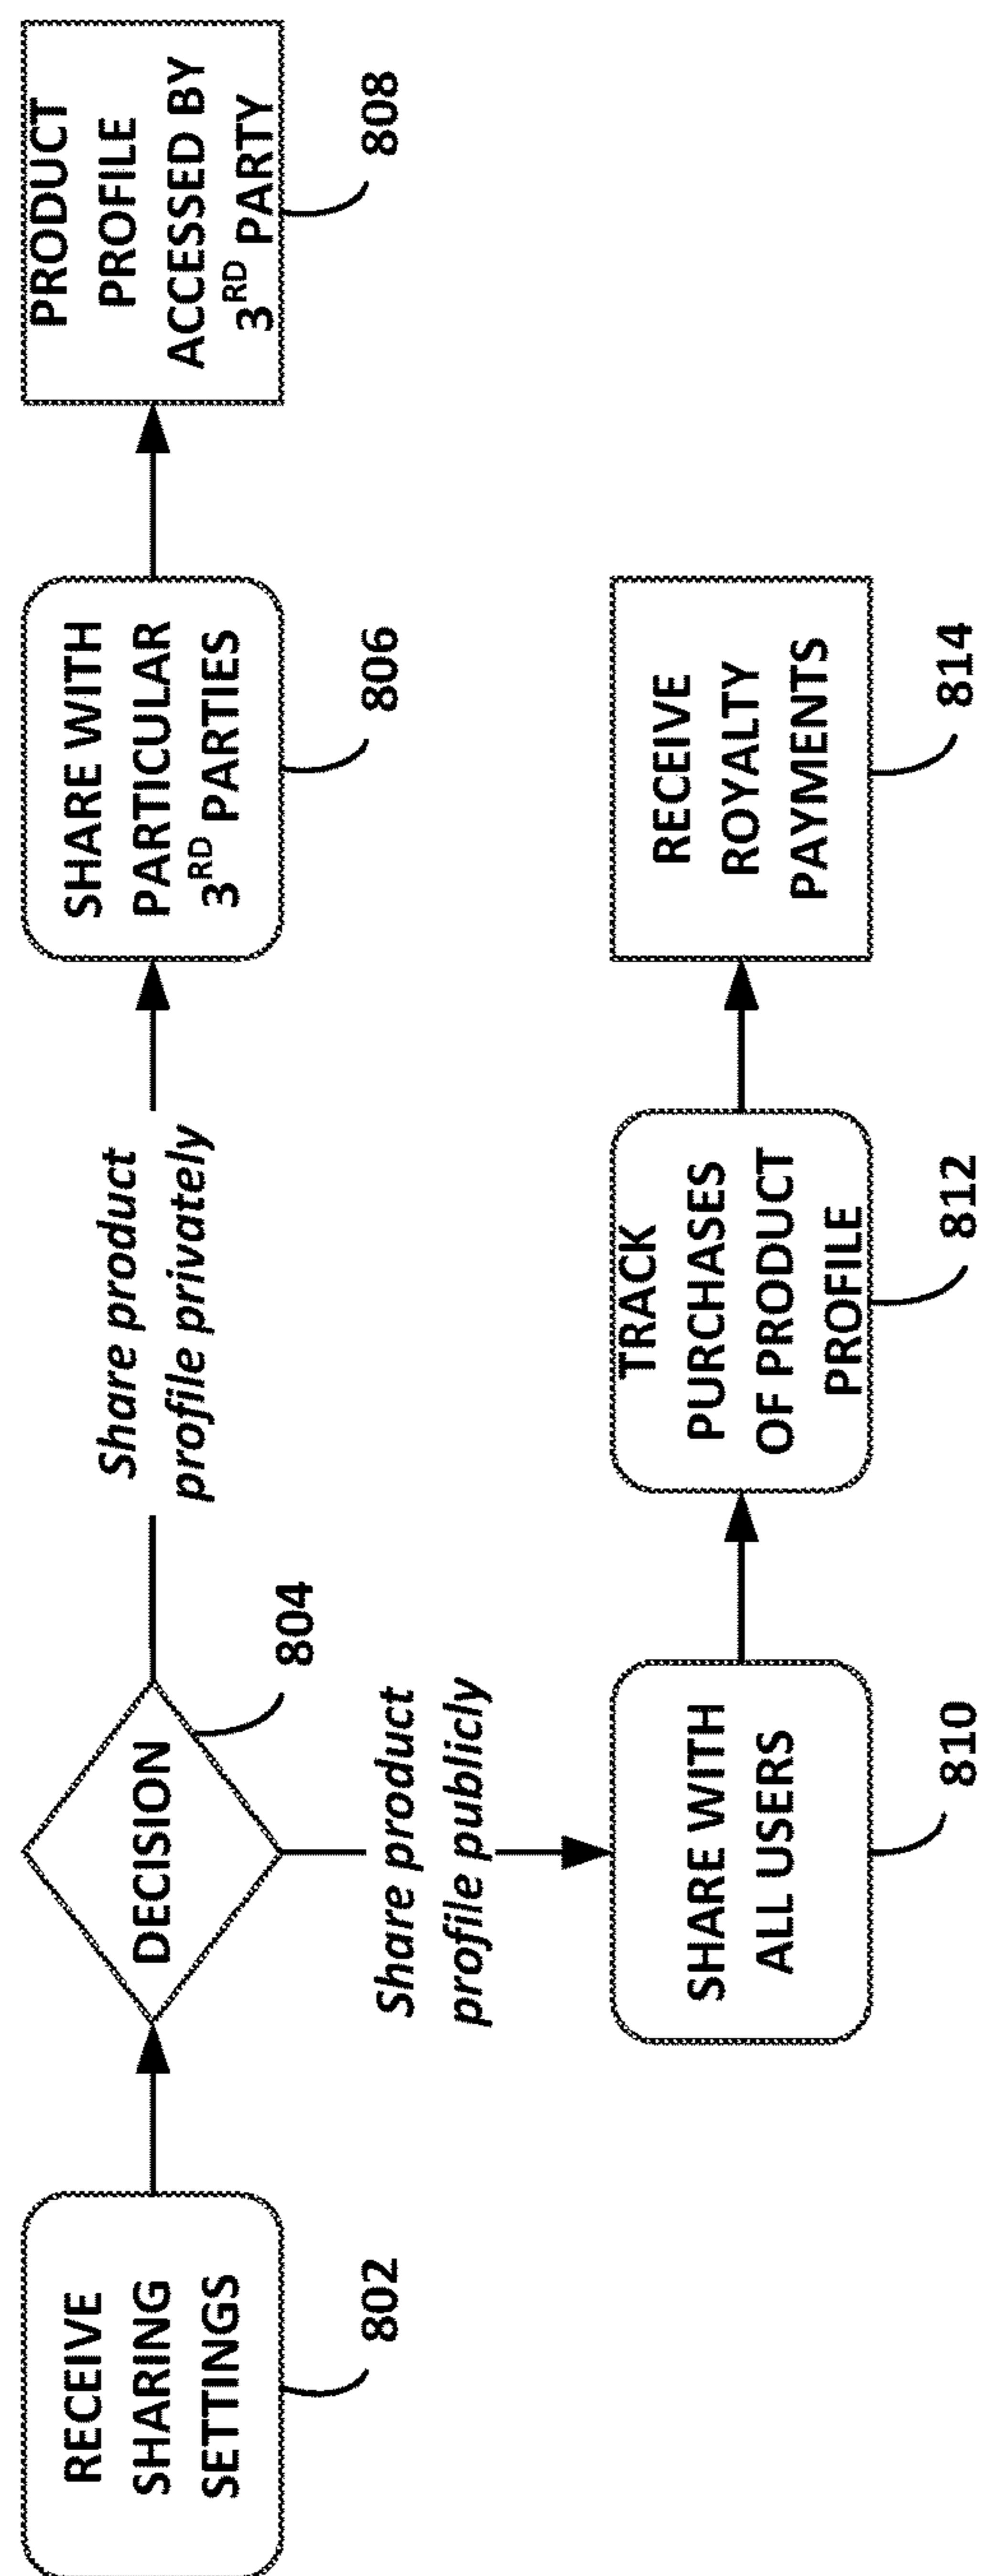 RECEIVE
SHARING
SETTINGS
802
DECISION
804
Share product
profile privately
SHARE WITH
PARTICULAR
3RD PARTIES
806
PRODUCT
PROFILE
ACCESSED BY
3RD PARTY
808
Share product
profile publicly
SHARE WITH
ALL USERS
810
TRACK
PURCHASES
OF PRODUCT
PROFILE
812
RECEIVE
ROYALTY
PAYMENTS
814